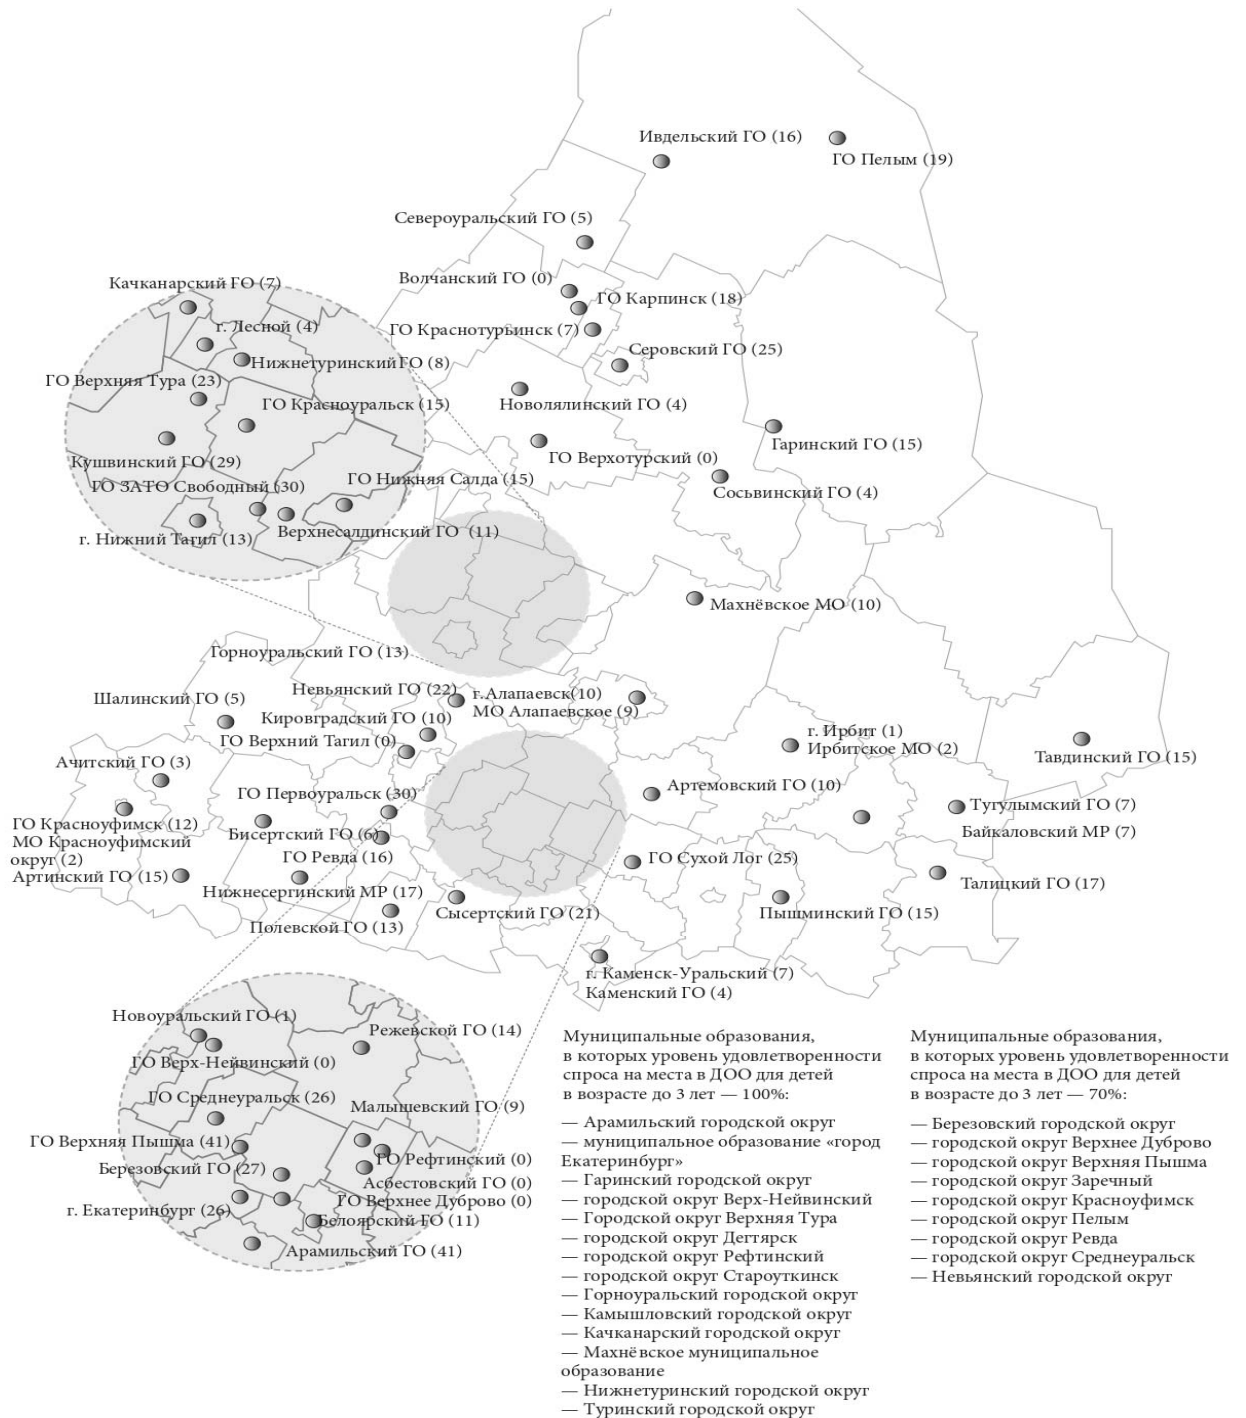 Ивдельский ГО (16)
ГО Пелым (19)
Североуральский ГО (5)
Волчанский ГО (0)
ГО Карпинск (18)
ГО Краснотурьинск (7)
Серовский ГО (25)
Новолялинский ГО (4)
Гаринский ГО (15)
ГО Верхотурский (0)
Сосьвинский ГО (4)
Качканарский ГО (7)
г. Лесной (4)
Нижнетуринский ГО (8)
ГО Верхняя Тура (23)
ГО Красноуральск (15)
Кушвинский ГО (29)
ГО Нижняя Салда (15)
ГО ЗАТО Свободный (30)
Верхнесалдинский ГО (11)
г. Нижний Тагил (13)
Махнёвское МО (10)
Горноуральский ГО (13)
Невьянский ГО (22)
г.Алапаевск(10)
МО Алапаевское (9)
Шалинский ГО (5)
Кировградский ГО (10)
ГО Верхний Тагил (0)
г. Ирбит (1)
Ирбитское МО (2)
Тавдинский ГО (15)
Ачитский ГО (3)
ГО Первоуральск (30)
Артемовский ГО (10)
Тугулымский ГО (7)
Байкаловский МР (7)
ГО Красноуфимск (12)
МО Красноуфимский
округ (2)
Артинский ГО (15)
Бисертский ГО (6)
ГО Ревда (16)
Нижнесергинский МР (17)
Полевской ГО (13)
Сысертский ГО (21)
ГО Сухой Лог (25)
Талицкий ГО (17)
Пышминский ГО (15)
г. Каменск-Уральский (7)
Каменский ГО (4)
Новоуральский ГО (1)
Режевской ГО (14)
ГО Верх-Нейвинский (0)
ГО Среднеуральск (26)
Малышевский ГО (9)
ГО Верхняя Пышма (41)
ГО Рефтинский (0)
Березовский ГО (27)
Асбестовский ГО (0)
ГО Верхнее Дуброво (0)
г. Екатеринбург (26)
Белоярский ГО (11)
Арамильский ГО (41)
Муниципальные образования,
в которых уровень удовлетворенности
спроса на места в ДОО для детей
в возрасте до 3 лет — 100%:
— Арамильский городской округ
— муниципальное образование «город
Екатеринбург»
— Гаринский городской округ
— городской округ Верх-Нейвинский
— Городской округ Верхняя Тура
— городской округ Дегтярск
— городской округ Рефтинский
— городской округ Староуткинск
— Горноуральский городской округ
— Камышловский городской округ
— Качканарский городской округ
— Махнёвское муниципальное
образование
— Нижнетуринский городской округ
— Туринский городской округ
Муниципальные образования,
в которых уровень удовлетворенности
спроса на места в ДОО для детей
в возрасте до 3 лет — 70%:
— Березовский городской округ
— городской округ Верхнее Дуброво
— городской округ Верхняя Пышма
— городской округ Заречный
— городской округ Красноуфимск
— городской округ Пелым
— городской округ Ревда
— городской округ Среднеуральск
— Невьянский городской округ